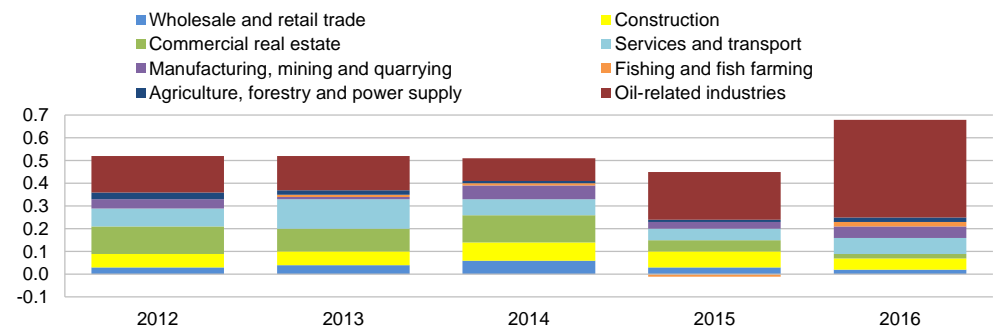 Wholesale and retail trade
Construction
Commercial real estate
Services and transport
Manufacturing, mining and quarrying
Fishing and fish farming
Agriculture, forestry and power supply
Oil-related industries
0.7
0.6
0.5
0.4
0.3
0.2
0.1
0.0
-0.1
2012 2013 2014 2015 2016